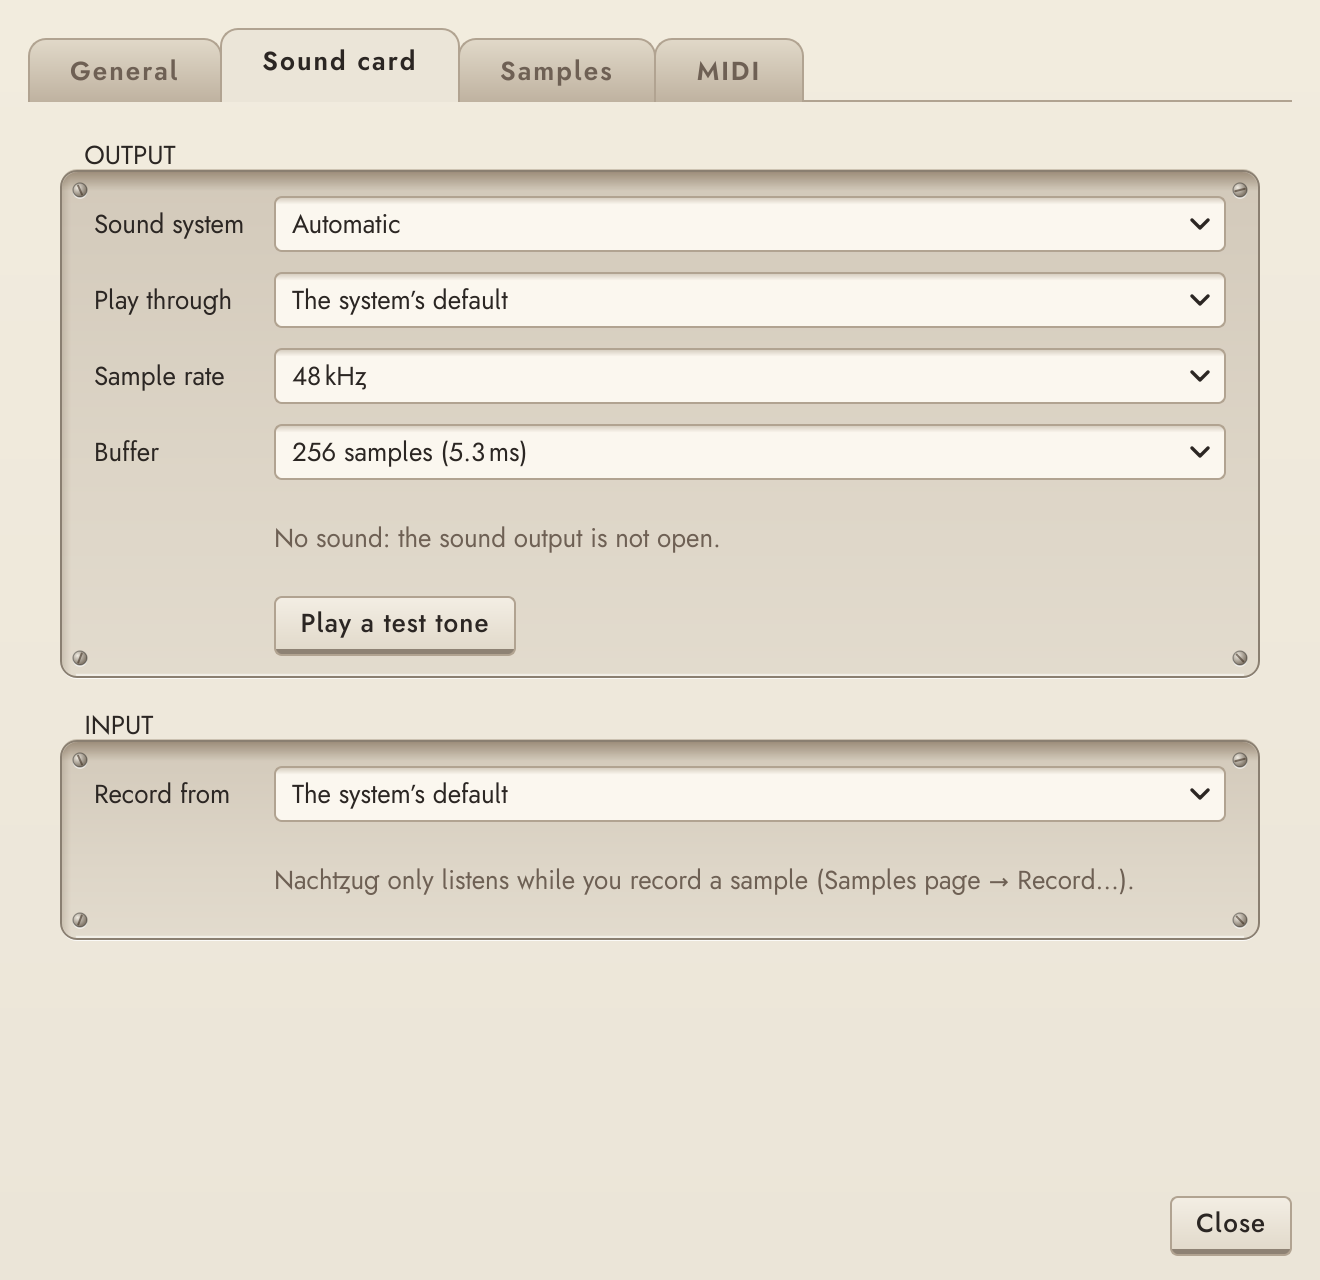 General
Sound card
Samples
MIDI
OUTPUT
Sound system
Automatic
Play through
The system’s default
Sample rate
48 kHz
Buffer
256 samples (5.3 ms)
No sound: the sound output is not open.
Play a test tone
INPUT
Record from
The system’s default
Nachtzug only listens while you record a sample (Samples page → Record…).
Close